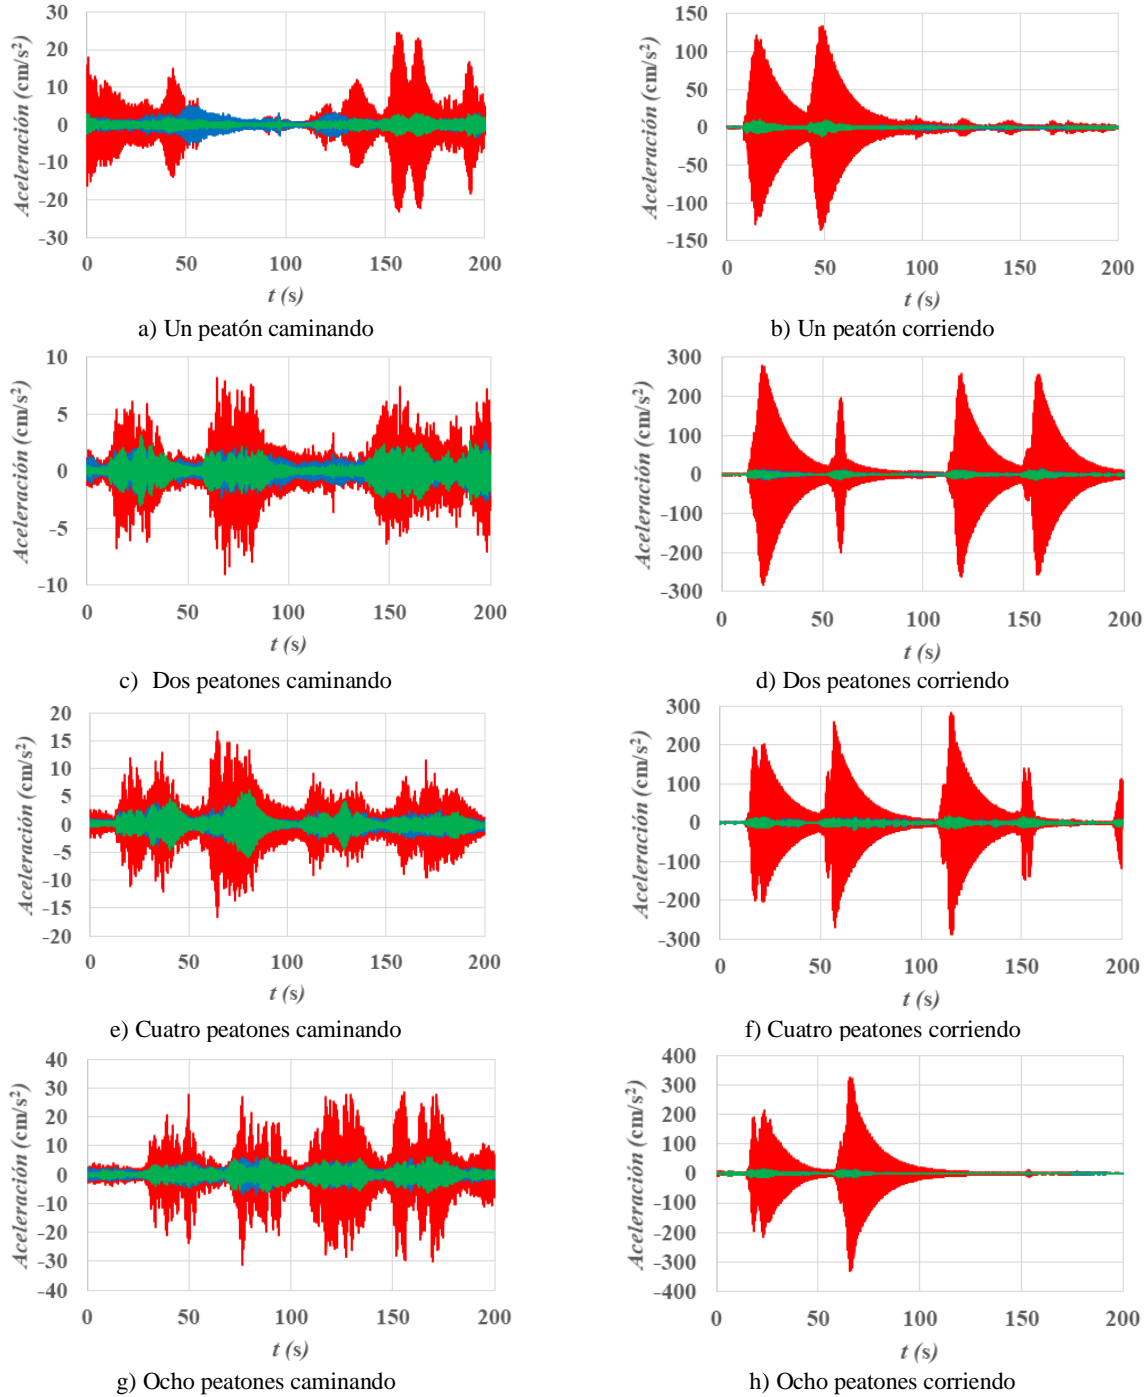 30
20
10
0
-10
-20
-30
Aceleración (cm/s²)
0 50 100 150 200
t (s)
a) Un peatón caminando
150
100
50
0
-50
-100
-150
Aceleración (cm/s²)
0 50 100 150 200
t (s)
b) Un peatón corriendo
10
5
0
-5
-10
Aceleración (cm/s²)
0 50 100 150 200
t (s)
c) Dos peatones caminando
300
200
100
0
-100
-200
-300
Aceleración (cm/s²)
0 50 100 150 200
t (s)
d) Dos peatones corriendo
20
15
10
5
0
-5
-10
-15
-20
Aceleración (cm/s²)
0 50 100 150 200
t (s)
e) Cuatro peatones caminando
300
200
100
0
-100
-200
-300
Aceleración (cm/s²)
0 50 100 150 200
t (s)
f) Cuatro peatones corriendo
40
30
20
10
0
-10
-20
-30
-40
Aceleración (cm/s²)
0 50 100 150 200
t (s)
g) Ocho peatones caminando
400
300
200
100
0
-100
-200
-300
-400
Aceleración (cm/s²)
0 50 100 150 200
t (s)
h) Ocho peatones corriendo